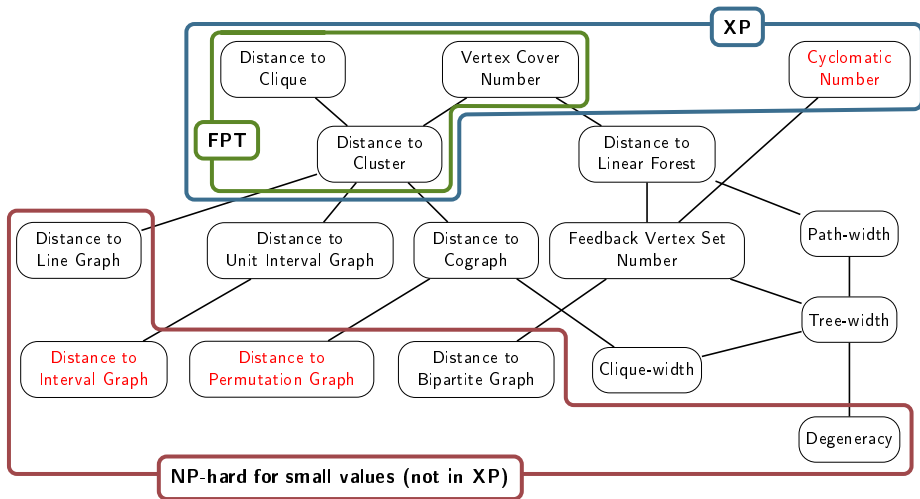 XP
Distance to
Clique
Vertex Cover
Number
Cyclomatic
Number
FPT
Distance to
Cluster
Distance to
Linear Forest
Distance to
Line Graph
Distance to
Unit Interval Graph
Distance to
Cograph
Feedback Vertex Set
Number
Path-width
Tree-width
Distance to
Interval Graph
Distance to
Permutation Graph
Distance to
Bipartite Graph
Clique-width
Degeneracy
NP-hard for small values (not in XP)